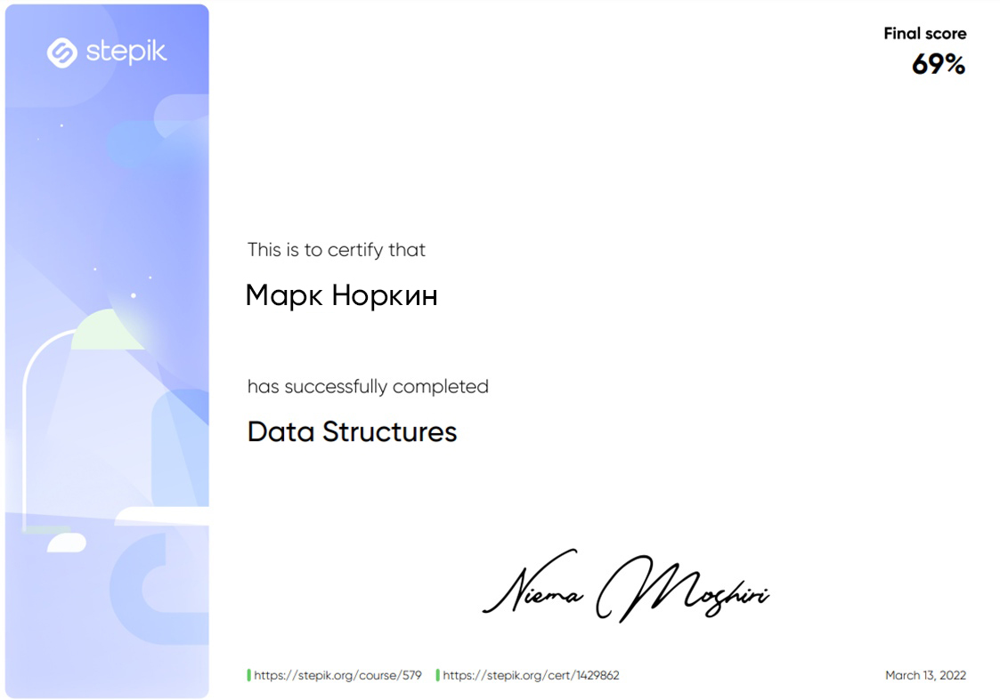 stepik
Final score
69%
This is to certify that
Марк Норкин
has successfully completed
Data Structures
Niema Moshiri
https://stepik.org/course/579 https://stepik.org/cert/1429862
March 13, 2022